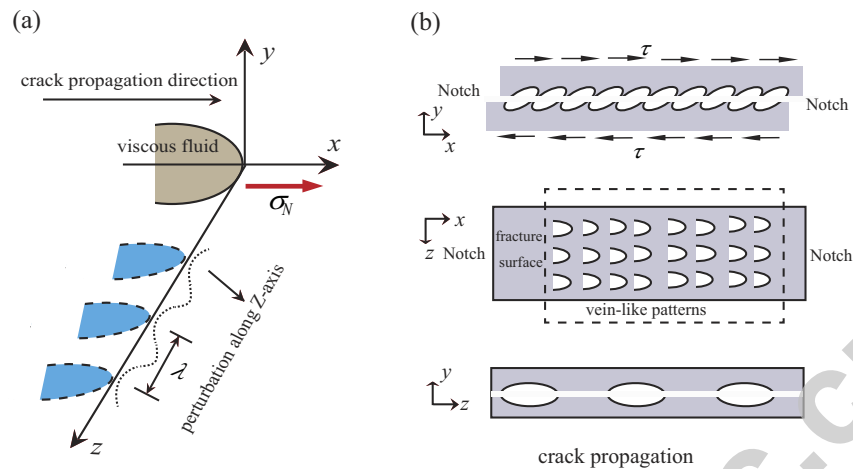 (a)
y
crack propagation direction
viscous fluid
x
σN
perturbation along Z-axis
λ
z
(b)
τ
Notch
Notch
y
x
τ
x
z
Notch
fracture
surface
Notch
vein-like patterns
y
z
crack propagation